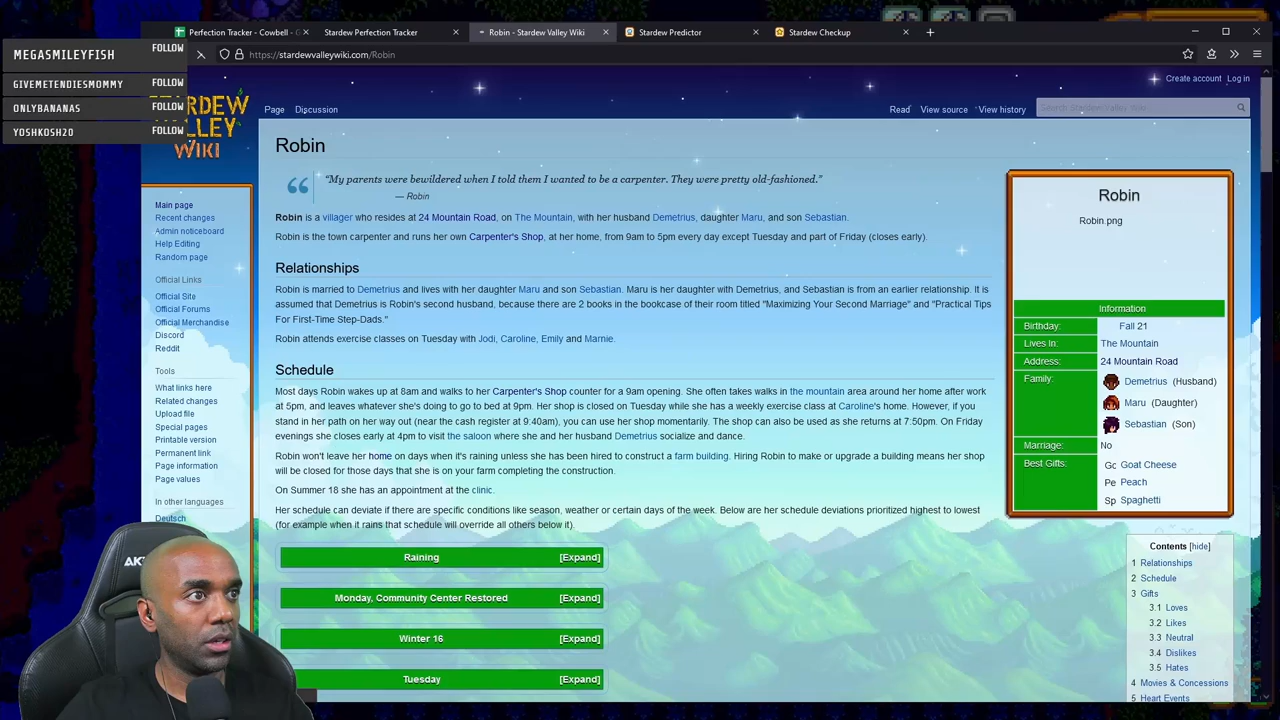 Perfection Tracker - Cowbell - G
Stardew Perfection Tracker
Robin - Stardew Valley Wiki
Stardew Predictor
Stardew Checkup
https://stardewvalleywiki.com/Robin
MEGASMILEYFISH FOLLOW
GIVEMETENDIESMOMMY FOLLOW
ONLYBANANAS FOLLOW
YOSHKOSH20 FOLLOW
VALLEY
WIKI
Create account Log in
Page Discussion
Read View source View history
Search Stardew Valley Wiki
Main page
Recent changes
Admin noticeboard
Help Editing
Random page
Official Links
Official Site
Official Forums
Official Merchandise
Discord
Reddit
Tools
What links here
Related changes
Upload file
Special pages
Printable version
Permanent link
Page information
Page values
In other languages
Deutsch
Robin
“My parents were bewildered when I told them I wanted to be a carpenter. They were pretty old-fashioned.”
— Robin
Robin is a villager who resides at 24 Mountain Road, on The Mountain, with her husband Demetrius, daughter Maru, and son Sebastian.
Robin is the town carpenter and runs her own Carpenter's Shop, at her home, from 9am to 5pm every day except Tuesday and part of Friday (closes early).
Relationships
Robin is married to Demetrius and lives with her daughter Maru and son Sebastian. Maru is her daughter with Demetrius, and Sebastian is from an earlier relationship. It is
assumed that Demetrius is Robin's second husband, because there are 2 books in the bookcase of their room titled "Maximizing Your Second Marriage" and "Practical Tips
For First-Time Step-Dads."
Robin attends exercise classes on Tuesday with Jodi, Caroline, Emily and Marnie.
Schedule
Most days Robin wakes up at 8am and walks to her Carpenter's Shop counter for a 9am opening. She often takes walks in the mountain area around her home after work
at 5pm, and leaves whatever she's doing to go to bed at 9pm. Her shop is closed on Tuesday while she has a weekly exercise class at Caroline's home. However, if you
stand in her path on her way out (near the cash register at 9:40am), you can use her shop momentarily. The shop can also be used as she returns at 7:50pm. On Friday
evenings she closes early at 4pm to visit the saloon where she and her husband Demetrius socialize and dance.
Robin won't leave her home on days when it's raining unless she has been hired to construct a farm building. Hiring Robin to make or upgrade a building means her shop
will be closed for those days that she is on your farm completing the construction.
On Summer 18 she has an appointment at the clinic.
Her schedule can deviate if there are specific conditions like season, weather or certain days of the week. Below are her schedule deviations prioritized highest to lowest
(for example when it rains that schedule will override all others below it).
Raining [Expand]
Monday, Community Center Restored [Expand]
Winter 16 [Expand]
Tuesday [Expand]
Robin
Robin.png
Information
Birthday: Fall 21
Lives In: The Mountain
Address: 24 Mountain Road
Family: Demetrius (Husband)
Maru (Daughter)
Sebastian (Son)
Marriage: No
Best Gifts: Gc Goat Cheese
Pe Peach
Sp Spaghetti
Contents [hide]
1 Relationships
2 Schedule
3 Gifts
3.1 Loves
3.2 Likes
3.3 Neutral
3.4 Dislikes
3.5 Hates
4 Movies & Concessions
5 Heart Events